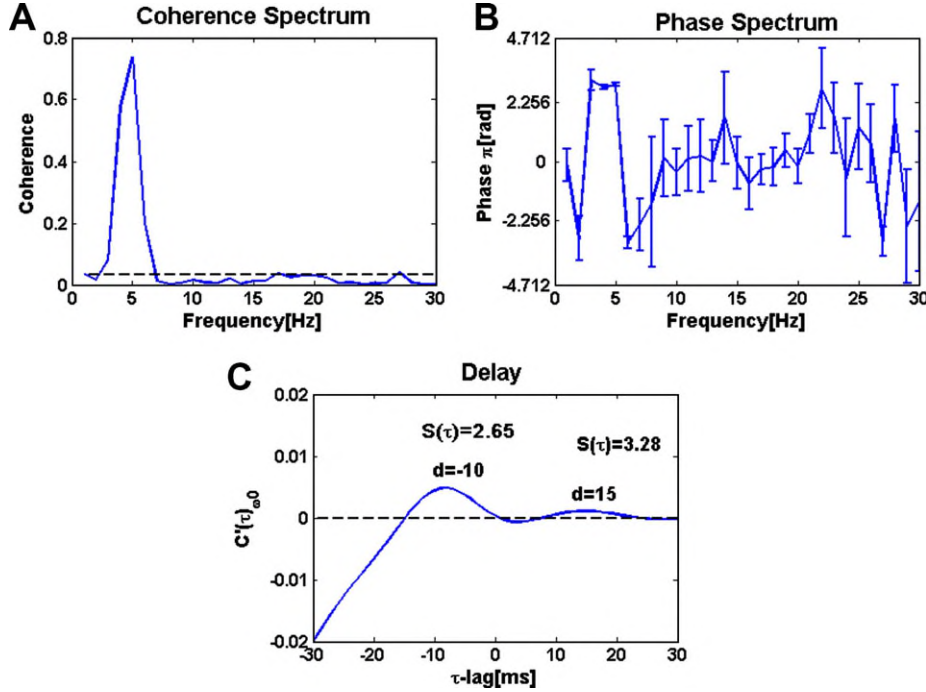 A
Coherence Spectrum
0.8
0.6
0.4
0.2
0
Coherence
0 5 10 15 20 25 30
Frequency[Hz]
B
Phase Spectrum
4.712
2.256
0
-2.256
-4.712
Phase π[rad]
0 5 10 15 20 25 30
Frequency[Hz]
C
Delay
0.02
0.01
0
-0.01
-0.02
C'(τ)ω0
S(τ)=2.65
d=-10
S(τ)=3.28
d=15
-30 -20 -10 0 10 20 30
τ-lag[ms]